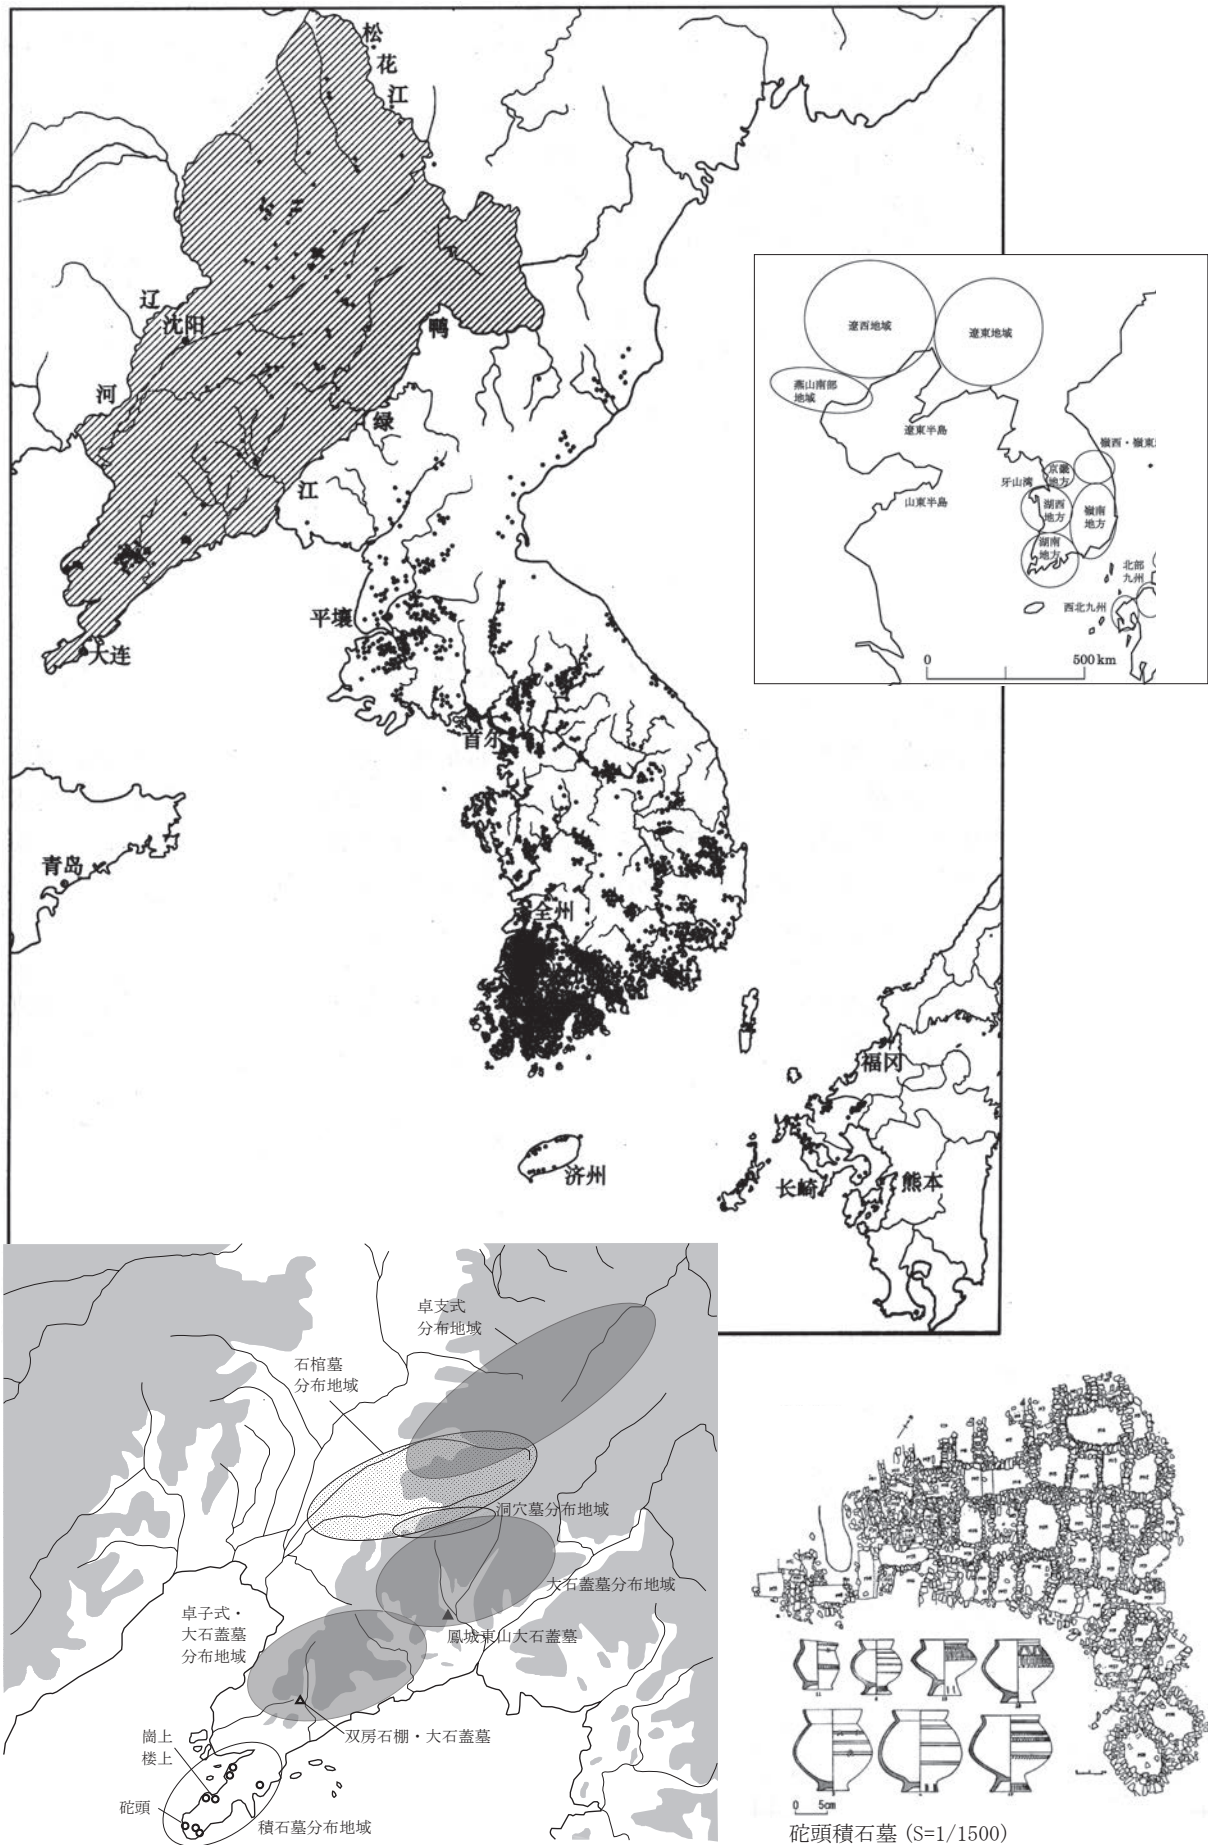 松
花
江
辽
沈阳
河
鸭
绿
江
平壤
大连
首尔
青岛
全州
济州
福冈
长崎
熊本
遼西地域
遼東地域
燕山南部
地域
遼東半島
山東半島
嶺西・嶺東
京畿
地方
牙山湾
湖西
地方
嶺南
地方
湖南
地方
北部
九州
西北九州
0
500 km
卓支式
分布地域
石棺墓
分布地域
洞穴墓分布地域
大石蓋墓分布地域
卓子式・
大石蓋墓
分布地域
鳳城東山大石蓋墓
双房石棚・大石蓋墓
崗上
楼上
砣頭
積石墓分布地域
0 5cm
砣頭積石墓 (S=1/1500)